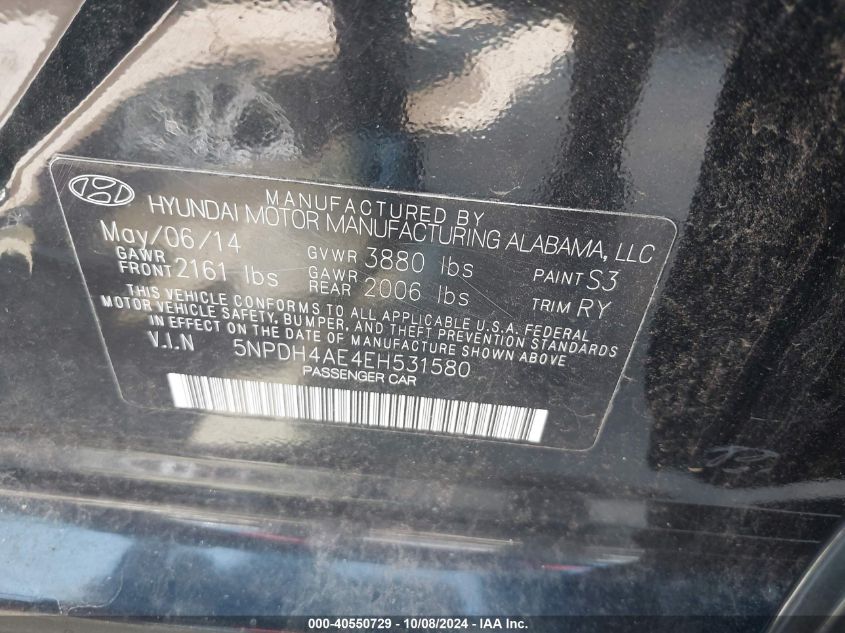 MANUFACTURED BY
HYUNDAI MOTOR MANUFACTURING ALABAMA, LLC
May/06/14 GVWR 3880 lbs PAINT S3
GAWR FRONT 2161 lbs GAWR REAR 2006 lbs TRIM RY
THIS VEHICLE CONFORMS TO ALL APPLICABLE U.S.A. FEDERAL
MOTOR VEHICLE SAFETY, BUMPER, AND THEFT PREVENTION STANDARDS
IN EFFECT ON THE DATE OF MANUFACTURE SHOWN ABOVE
V.I.N 5NPDH4AE4EH531580
PASSENGER CAR
000-40550729 - 10/08/2024 - IAA Inc.